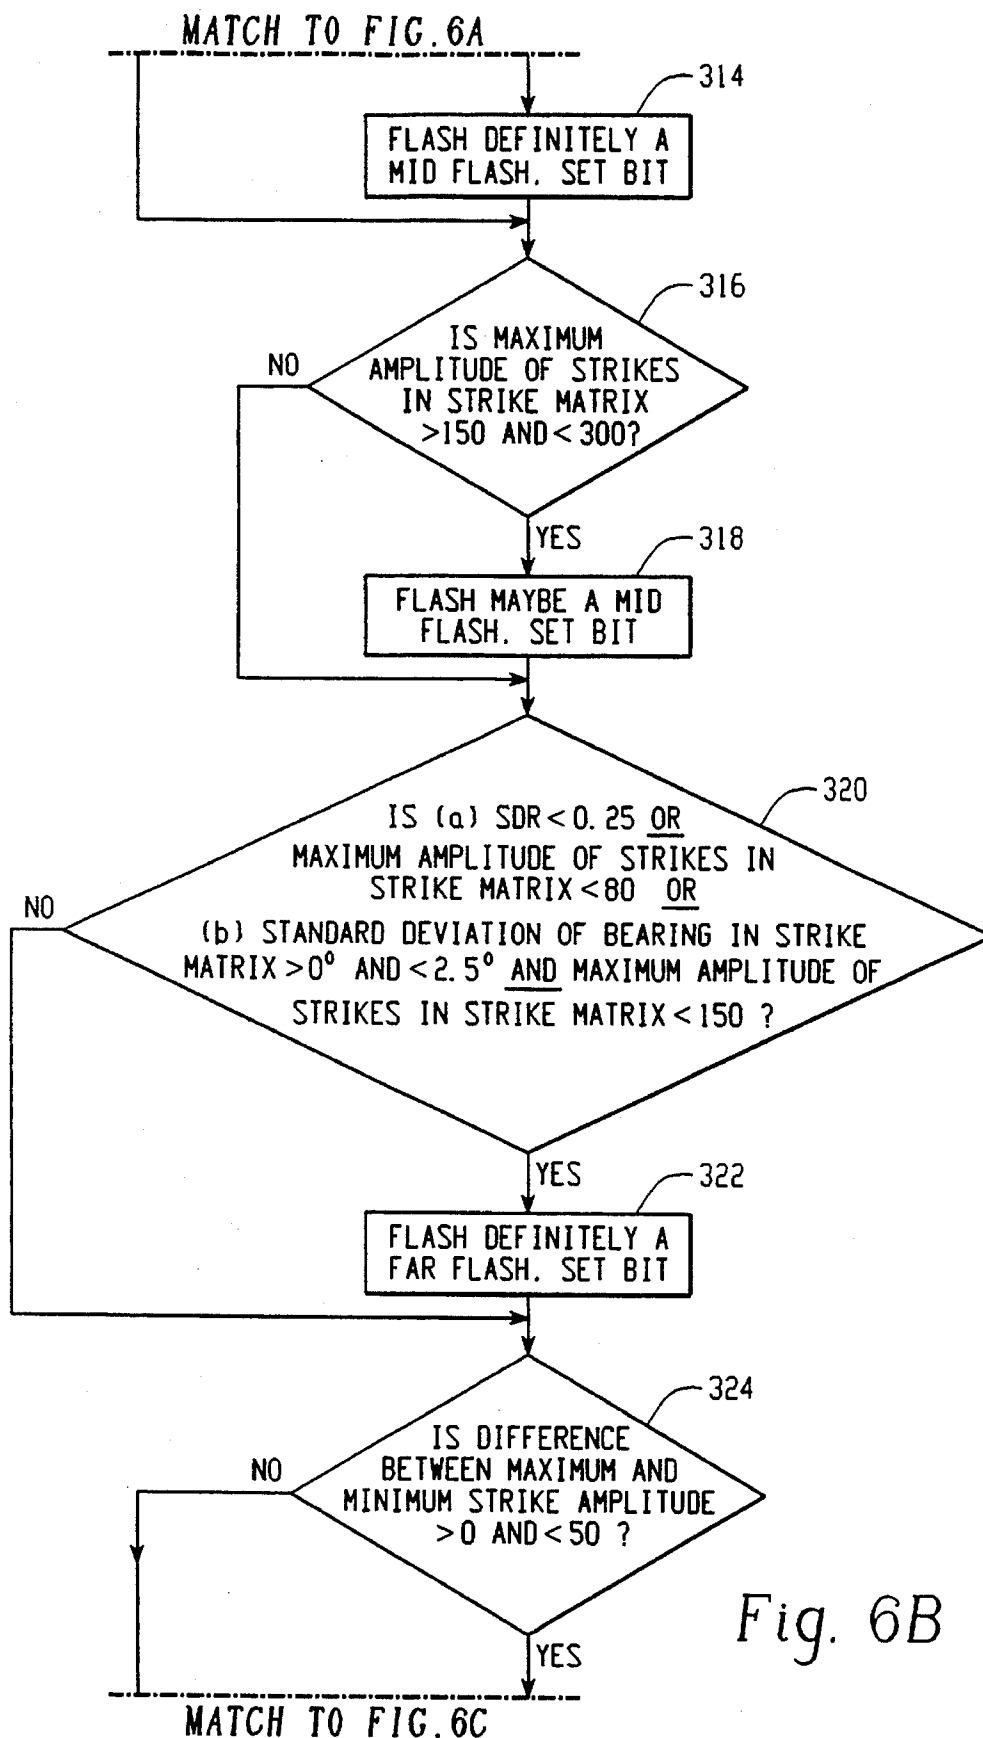 MATCH TO FIG.6A
314
FLASH DEFINITELY A
MID FLASH. SET BIT
316
IS MAXIMUM
AMPLITUDE OF STRIKES
IN STRIKE MATRIX
>150 AND<300?
NO
YES
318
FLASH MAYBE A MID
FLASH. SET BIT
320
IS (a) SDR<0.25 OR
MAXIMUM AMPLITUDE OF STRIKES IN
STRIKE MATRIX<80 OR
(b) STANDARD DEVIATION OF BEARING IN STRIKE
MATRIX>0° AND<2.5° AND MAXIMUM AMPLITUDE OF
STRIKES IN STRIKE MATRIX<150 ?
NO
YES
322
FLASH DEFINITELY A
FAR FLASH. SET BIT
324
IS DIFFERENCE
BETWEEN MAXIMUM AND
MINIMUM STRIKE AMPLITUDE
>0 AND<50 ?
NO
YES
Fig. 6B
MATCH TO FIG.6C